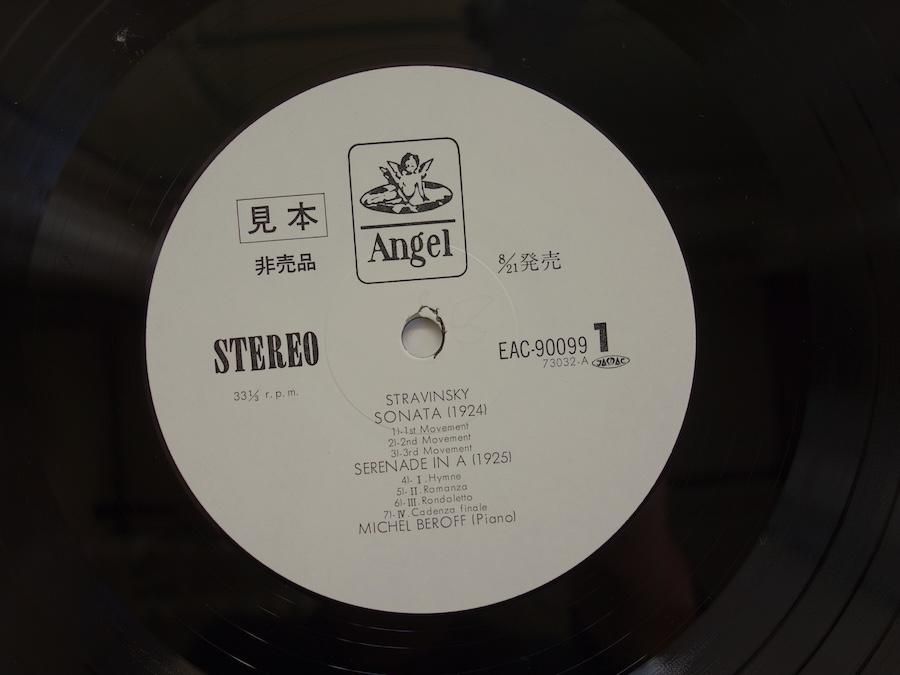 Angel
見本
非売品
8/21発売
STEREO
33⅓ r.p.m.
EAC-90099 1
73032-A JASRAC
STRAVINSKY
SONATA (1924)
1)-1st Movement
2)-2nd Movement
3)-3rd Movement
SERENADE IN A (1925)
4)-Ⅰ.Hymne
5)-Ⅱ.Romanza
6)-Ⅲ.Rondoletto
7)-Ⅳ.Cadenza finale
MICHEL BEROFF (Piano)